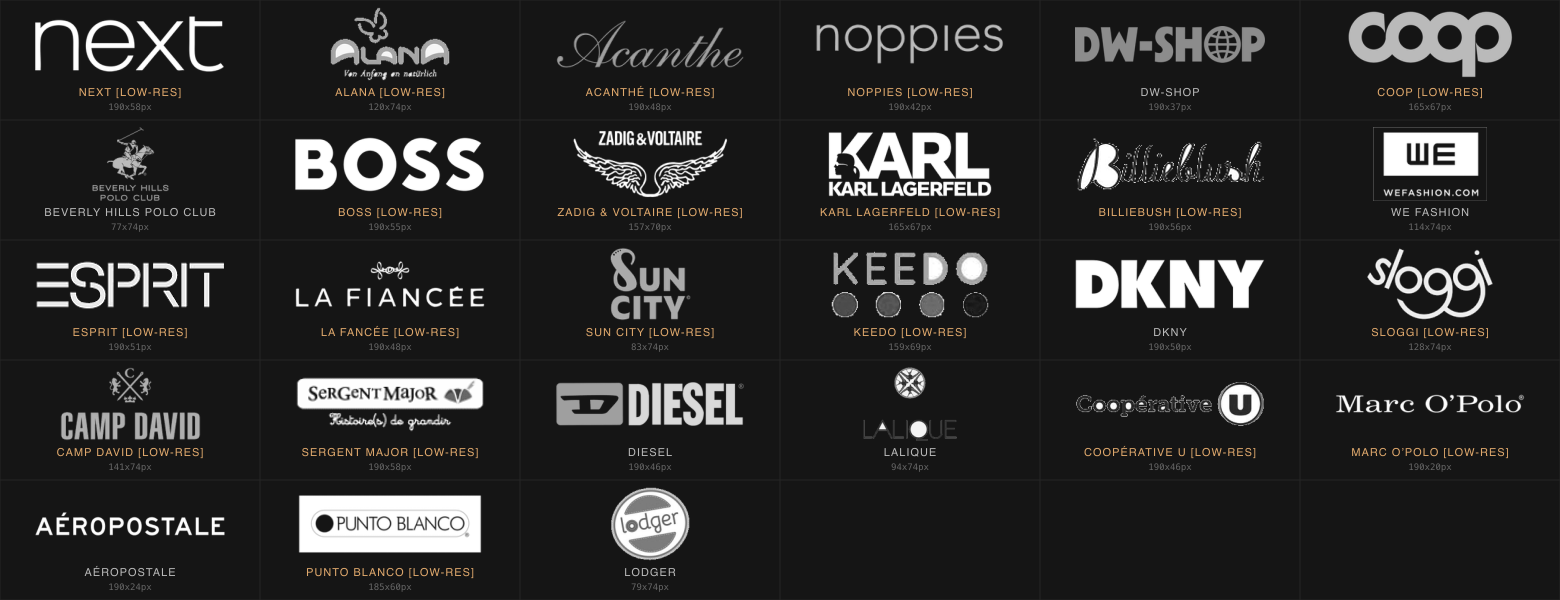 next
ALANA
Von Anfang an natürlich
Acanthe
noppies
DW-SHOP
coop
NEXT [LOW-RES]
ALANA [LOW-RES]
ACANTHÉ [LOW-RES]
NOPPIES [LOW-RES]
DW-SHOP
COOP [LOW-RES]
190x58px
120x74px
190x48px
190x42px
190x37px
165x67px
BEVERLY HILLS
POLO CLUB
BOSS
ZADIG & VOLTAIRE
KARL
KARL LAGERFELD
Billieblush
WE
WEFASHION.COM
BEVERLY HILLS POLO CLUB
BOSS [LOW-RES]
ZADIG & VOLTAIRE [LOW-RES]
KARL LAGERFELD [LOW-RES]
BILLIEBUSH [LOW-RES]
WE FASHION
77x74px
190x55px
157x70px
165x67px
190x56px
114x74px
ESPRIT
LA FIANCÉE
SUN
CITY®
KEEDO
DKNY
sloggi
ESPRIT [LOW-RES]
LA FANCÉE [LOW-RES]
SUN CITY [LOW-RES]
KEEDO [LOW-RES]
DKNY
SLOGGI [LOW-RES]
190x51px
190x48px
83x74px
159x69px
190x50px
128x74px
C
CAMP DAVID
SERGENT MAJOR
Histoire(s) de grandir
D DIESEL®
LALIQUE
Coopérative U
Marc O'Polo®
CAMP DAVID [LOW-RES]
SERGENT MAJOR [LOW-RES]
DIESEL
LALIQUE
COOPÉRATIVE U [LOW-RES]
MARC O'POLO [LOW-RES]
141x74px
190x58px
190x46px
94x74px
190x46px
190x20px
AÉROPOSTALE
PUNTO BLANCO®
lodger
AÉROPOSTALE
PUNTO BLANCO [LOW-RES]
LODGER
190x24px
185x60px
79x74px